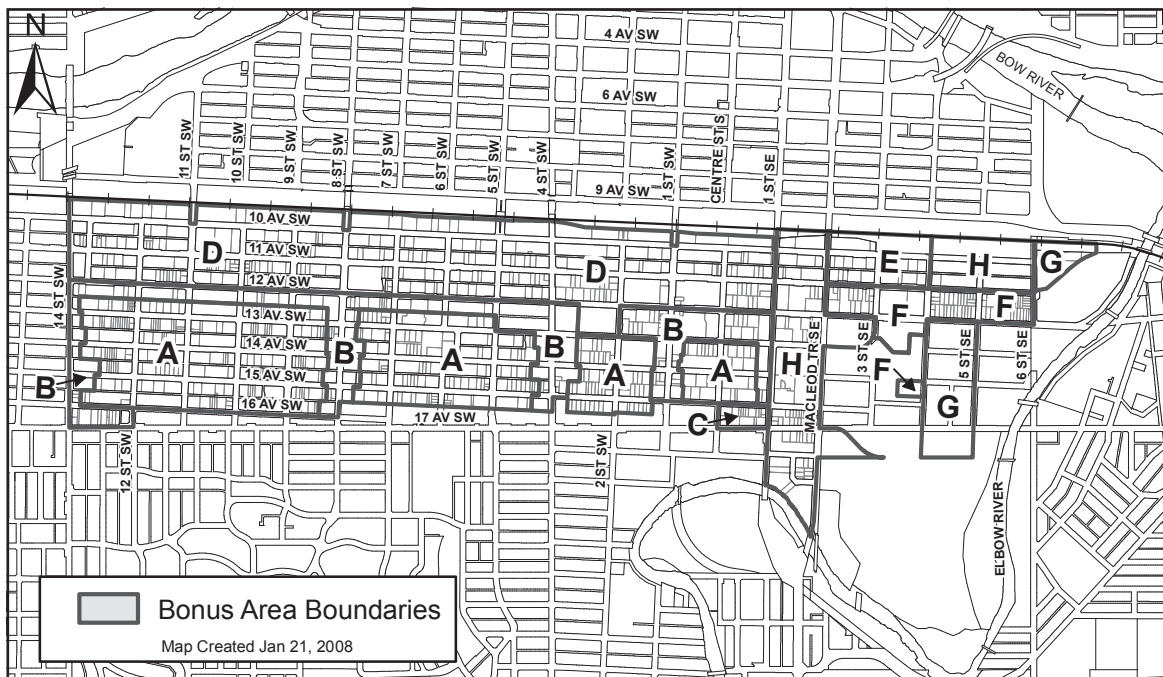 N
4 AV SW
BOW RIVER
6 AV SW
11 ST SW
10 ST SW
9 ST SW
8 ST SW
7 ST SW
6 ST SW
5 ST SW
4 ST SW
9 AV SW
1 ST SW
CENTRE ST S
1 ST SE
10 AV SW
D
11 AV SW
D
E
H
G
12 AV SW
14 ST SW
13 AV SW
F
F
B
14 AV SW
A
B
A
B
A
A
H
MACLEOD TR SE
3 ST SE
F
5 ST SE
6 ST SE
B
15 AV SW
16 AV SW
17 AV SW
C
G
12 ST SW
2 ST SW
ELBOW RIVER
Bonus Area Boundaries
Map Created Jan 21, 2008